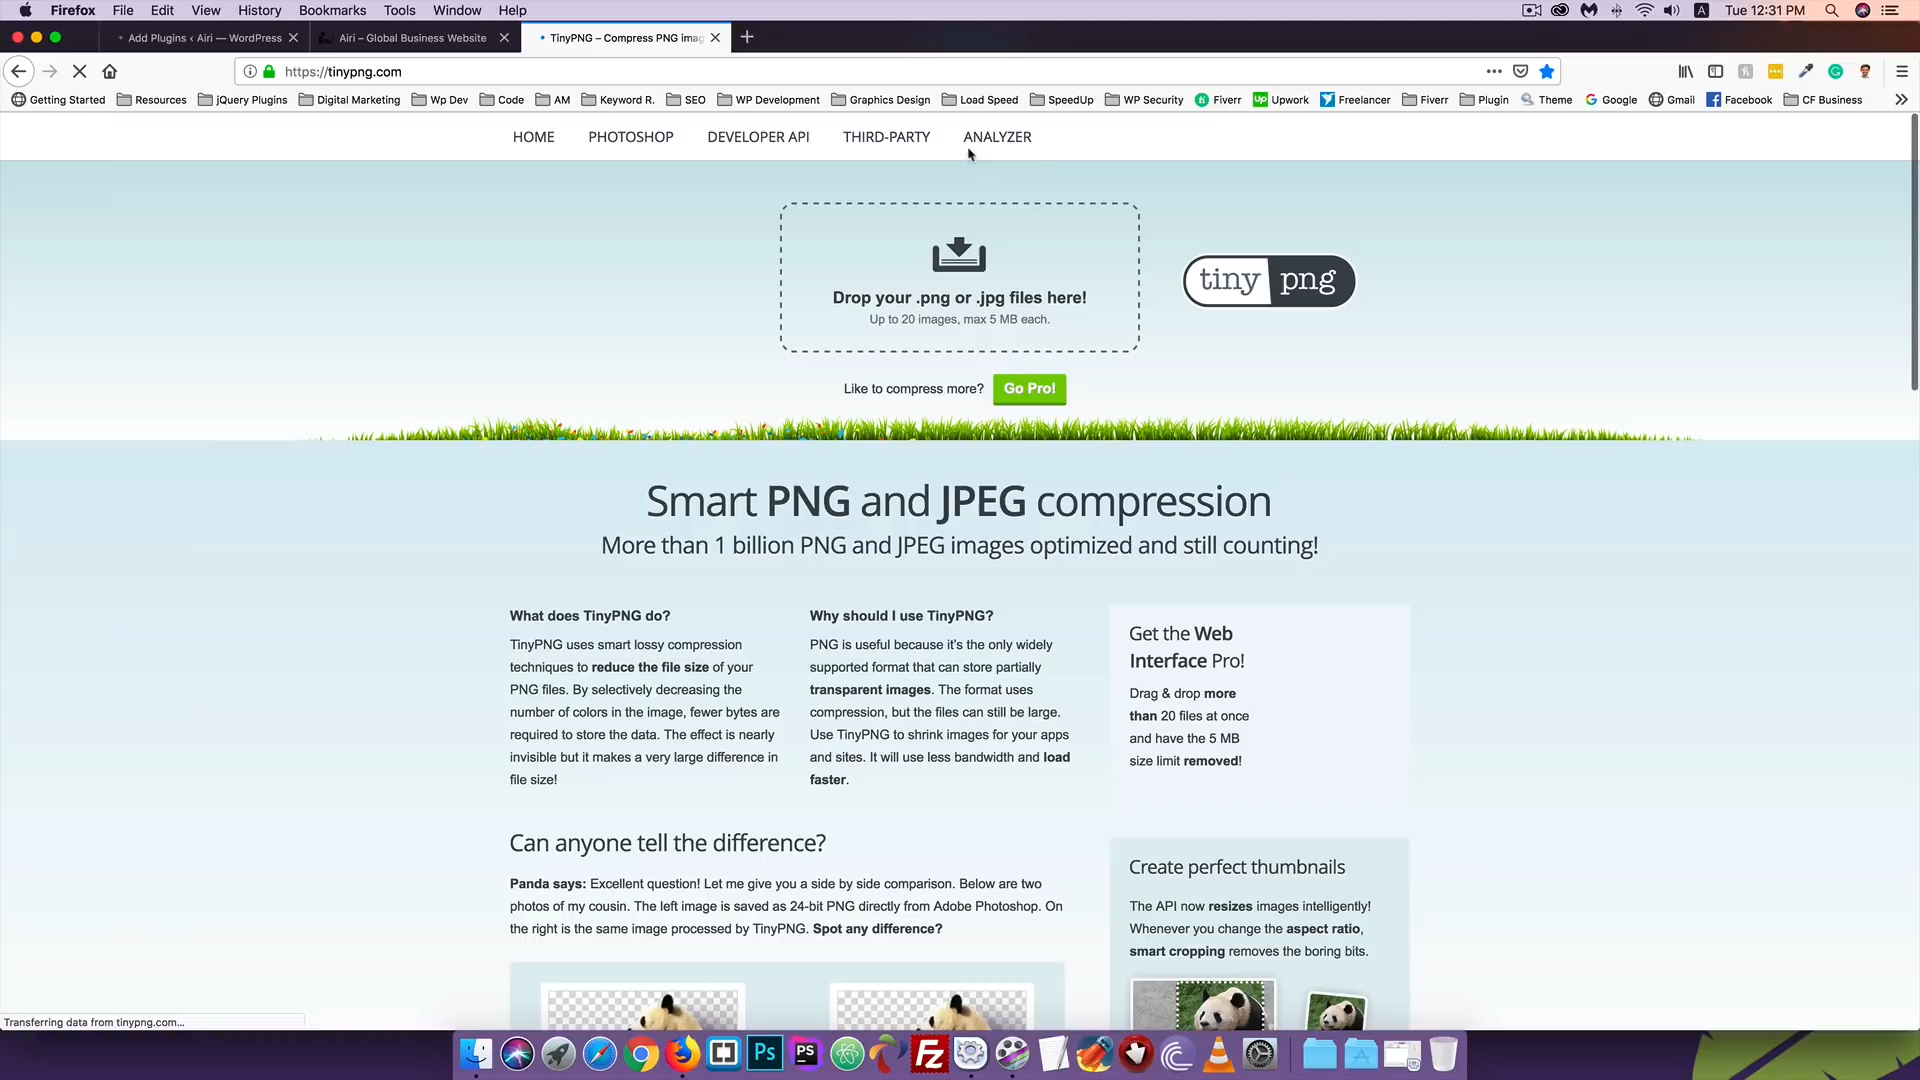 Firefox File Edit View History Bookmarks Tools Window Help
A Tue 12:31 PM
Add Plugins ‹ Airi — WordPress
Airi – Global Business Website
TinyPNG – Compress PNG imag
https://tinypng.com
Getting Started Resources jQuery Plugins Digital Marketing Wp Dev Code AM Keyword R. SEO WP Development Graphics Design Load Speed SpeedUp WP Security Fiverr Upwork Freelancer Fiverr Plugin Theme Google Gmail Facebook CF Business
HOME PHOTOSHOP DEVELOPER API THIRD-PARTY ANALYZER
Drop your .png or .jpg files here!
Up to 20 images, max 5 MB each.
tiny png
Like to compress more? Go Pro!
Smart PNG and JPEG compression
More than 1 billion PNG and JPEG images optimized and still counting!
What does TinyPNG do?
TinyPNG uses smart lossy compression
techniques to reduce the file size of your
PNG files. By selectively decreasing the
number of colors in the image, fewer bytes are
required to store the data. The effect is nearly
invisible but it makes a very large difference in
file size!
Why should I use TinyPNG?
PNG is useful because it's the only widely
supported format that can store partially
transparent images. The format uses
compression, but the files can still be large.
Use TinyPNG to shrink images for your apps
and sites. It will use less bandwidth and load
faster.
Get the Web
Interface Pro!
Drag & drop more
than 20 files at once
and have the 5 MB
size limit removed!
Can anyone tell the difference?
Panda says: Excellent question! Let me give you a side by side comparison. Below are two
photos of my cousin. The left image is saved as 24-bit PNG directly from Adobe Photoshop. On
the right is the same image processed by TinyPNG. Spot any difference?
Create perfect thumbnails
The API now resizes images intelligently!
Whenever you change the aspect ratio,
smart cropping removes the boring bits.
Transferring data from tinypng.com...
Ps
PS
FZ